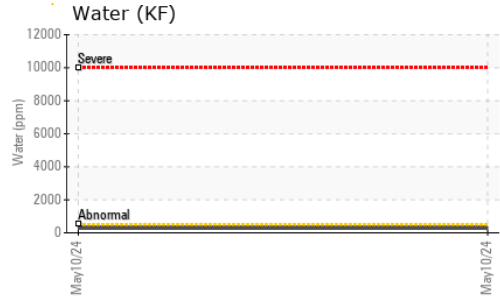 Water (KF)
12000
10000
8000
6000
4000
2000
0
Water (ppm)
Severe
Abnormal
May10/24
May10/24